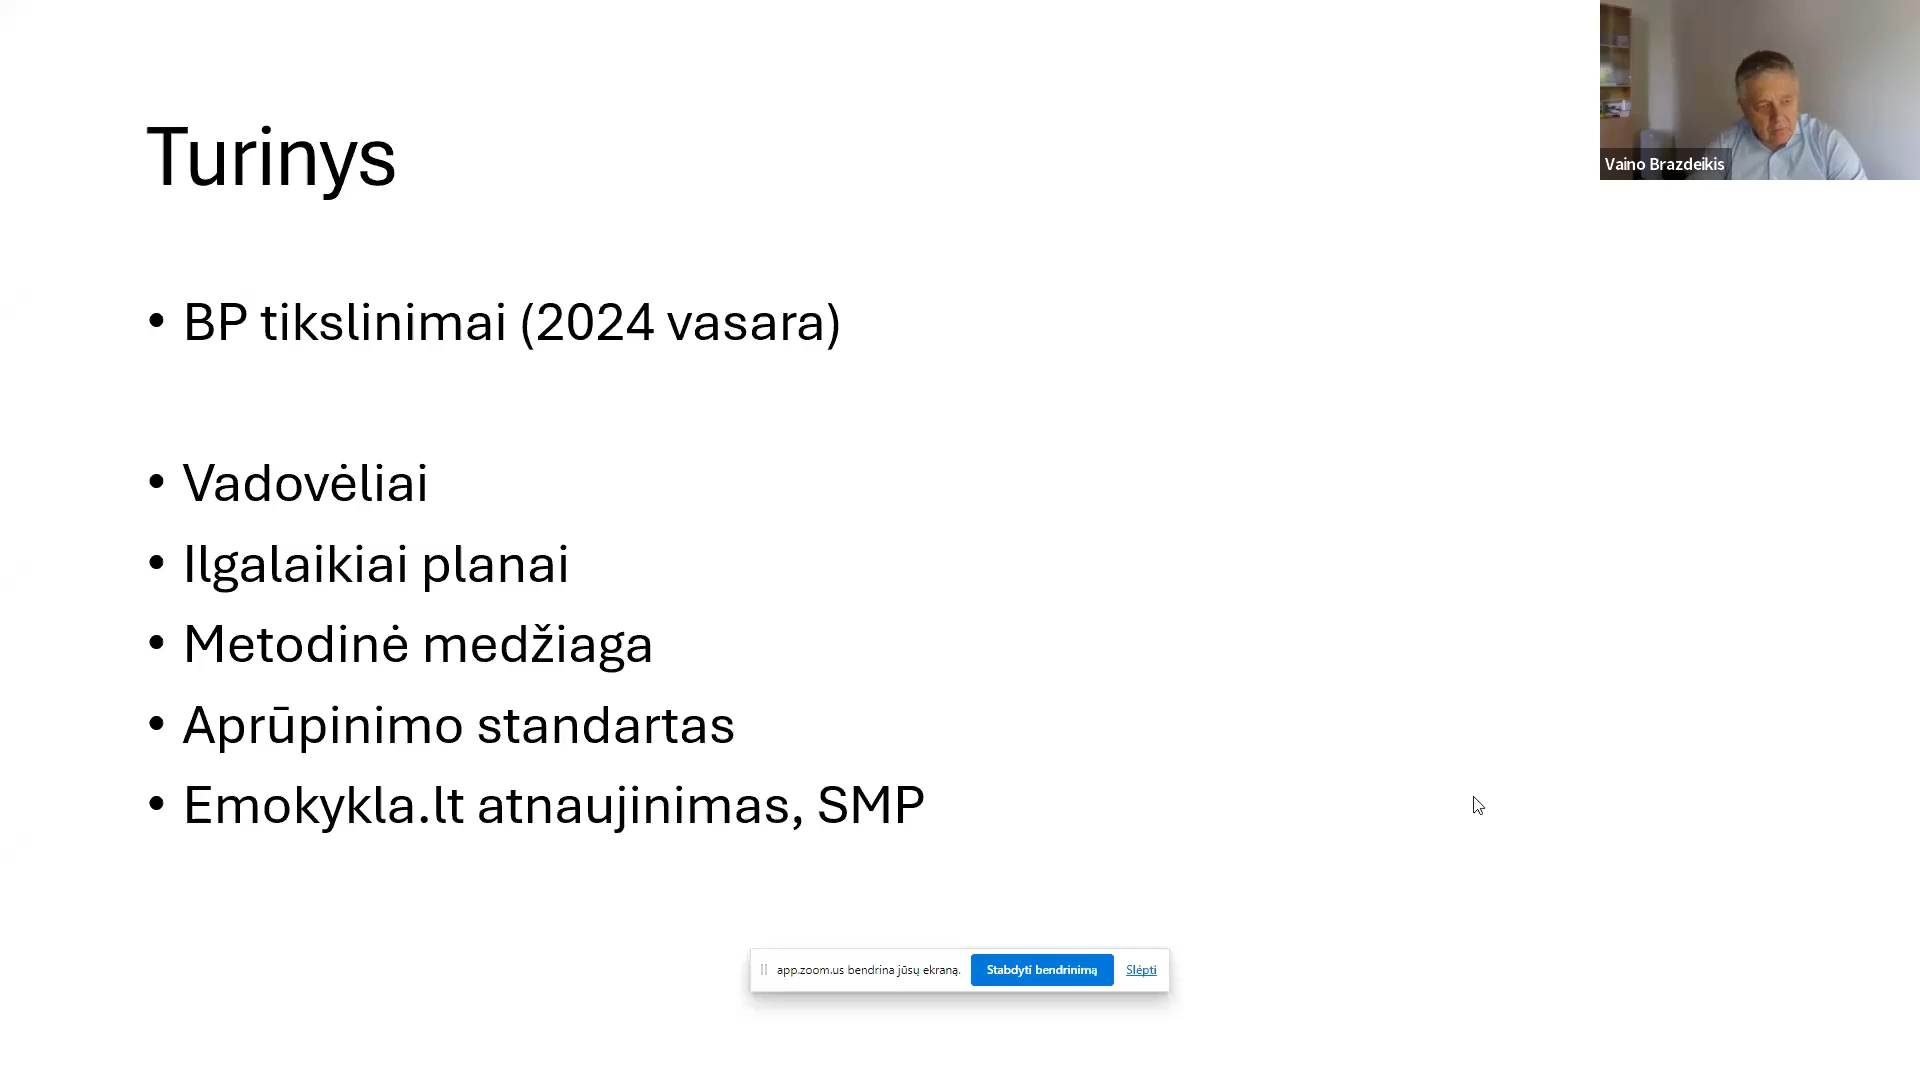 Turinys
• BP tikslinimai (2024 vasara)
• Vadovėliai
• Ilgalaikiai planai
• Metodinė medžiaga
• Aprūpinimo standartas
• Emokykla.lt atnaujinimas, SMP
Vaino Brazdeikis
app.zoom.us bendrina jūsų ekraną. Stabdyti bendrinimą Slėpti